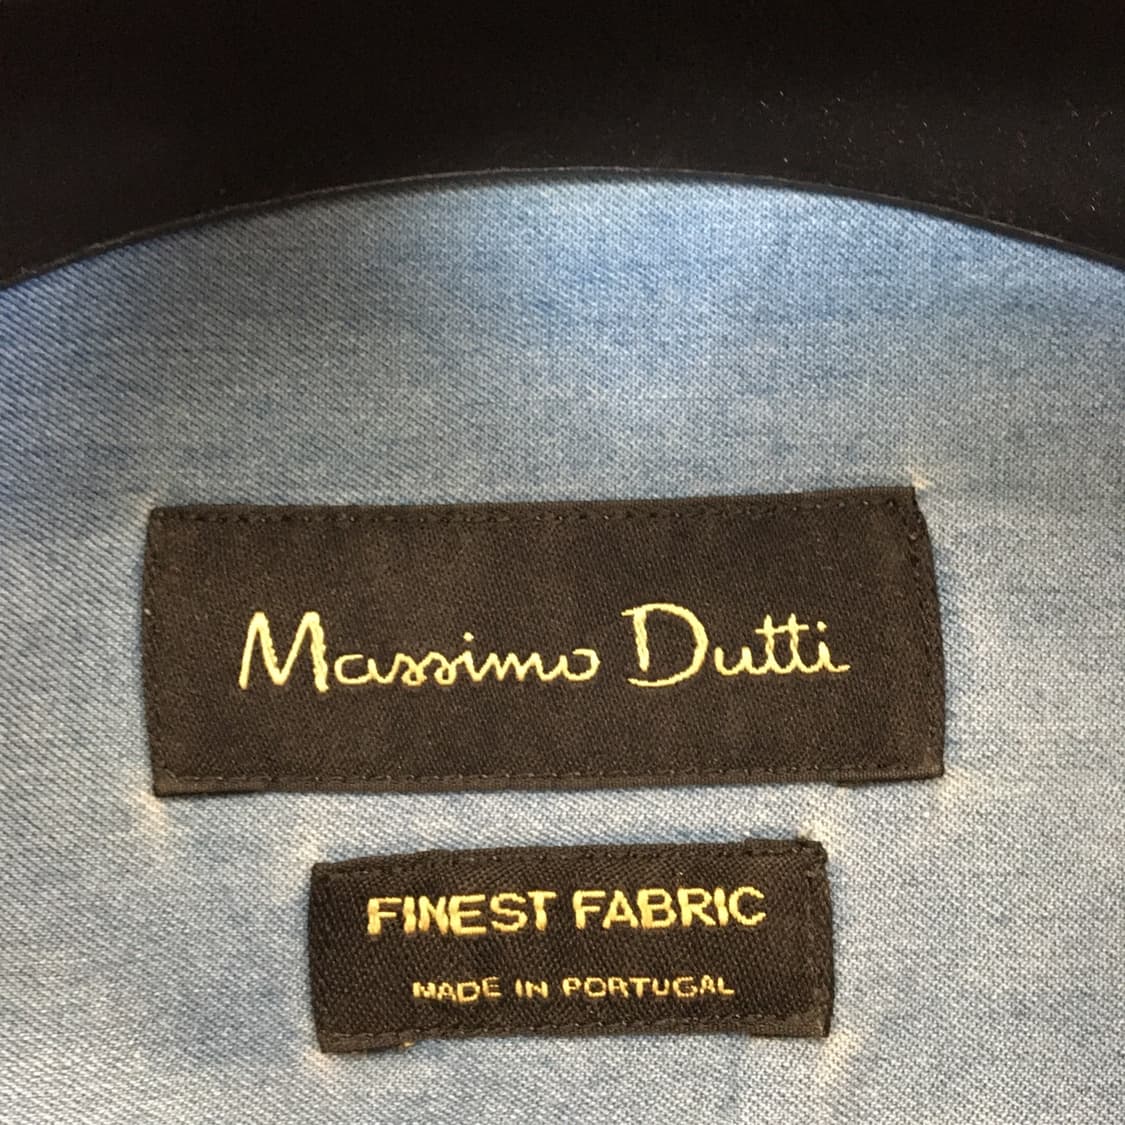 Massimo Dutti
FINEST FABRIC
MADE IN PORTUGAL